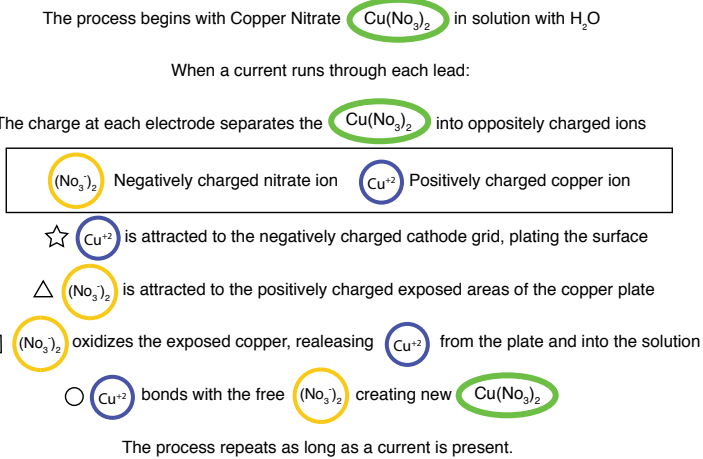 The process begins with Copper Nitrate Cu(No₃)₂ in solution with H₂O
When a current runs through each lead:
The charge at each electrode separates the Cu(No₃)₂ into oppositely charged ions
(No₃⁻)₂ Negatively charged nitrate ion Cu⁺² Positively charged copper ion
Cu⁺² is attracted to the negatively charged cathode grid, plating the surface
(No₃⁻)₂ is attracted to the positively charged exposed areas of the copper plate
(No₃⁻)₂ oxidizes the exposed copper, realeasing Cu⁺² from the plate and into the solution
Cu⁺² bonds with the free (No₃⁻)₂ creating new Cu(No₃)₂
The process repeats as long as a current is present.